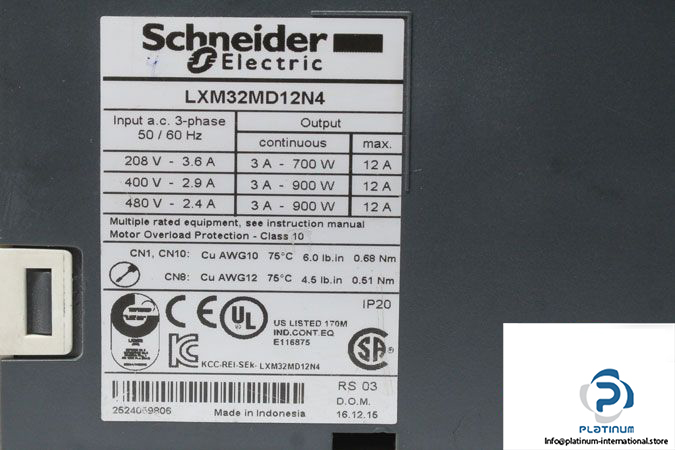 Schneider
Electric
LXM32MD12N4
Input a.c. 3-phase
50 / 60 Hz
Output
continuous
max.
208 V - 3.6 A
3 A - 700 W
12 A
400 V - 2.9 A
3 A - 900 W
12 A
480 V - 2.4 A
3 A - 900 W
12 A
Multiple rated equipment, see instruction manual
Motor Overload Protection - Class 10
CN1, CN10: Cu AWG10 75°C 6.0 lb.in 0.68 Nm
CN8: Cu AWG12 75°C 4.5 lb.in 0.51 Nm
IP20
CE
c UL
US LISTED 170M
IND.CONT.EQ
E116875
KCC-REI-SEk- LXM32MD12N4
SA
RS 03
D.O.M.
16.12.15
2524069806
Made in Indonesia
PLATINUM
Info@platinum-international.store